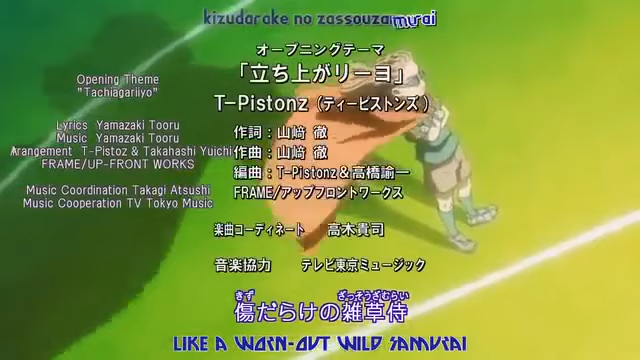 kizudarake no zassouzamurai
オープニングテーマ
「立ち上がリーヨ」
T-Pistonz (ティーピストンズ)
作詞：山﨑 徹
作曲：山﨑 徹
編曲：T-Pistonz＆高橋諭一
FRAME/アップフロントワークス
楽曲コーディネート 高木貴司
音楽協力 テレビ東京ミュージック
Opening Theme
"Tachiagariiyo"
Lyrics Yamazaki Tooru
Music Yamazaki Tooru
Arangement T-Pistoz & Takahashi Yuichi
FRAME/UP-FRONT WORKS
Music Coordination Takagi Atsushi
Music Cooperation TV Tokyo Music
きず ざっそうざむらい
傷だらけの雑草侍
LIKE A WORN-OUT WILD SAMURAI